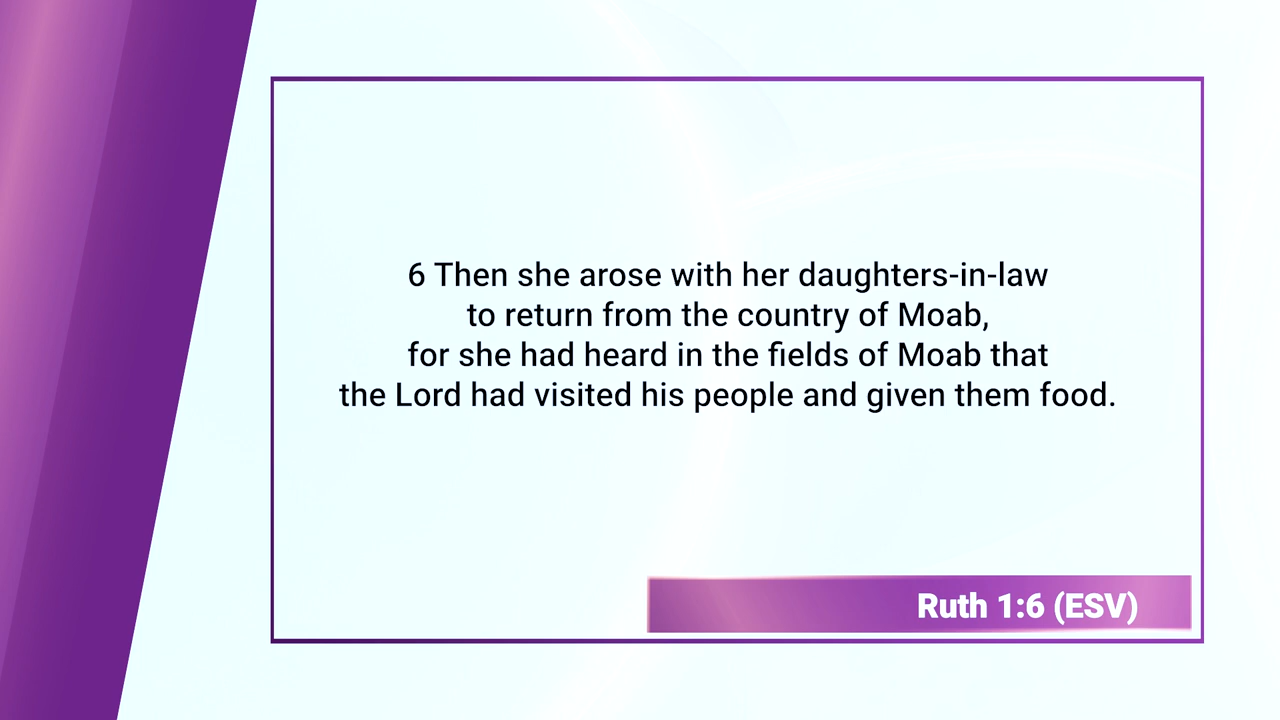 6 Then she arose with her daughters-in-law
to return from the country of Moab,
for she had heard in the fields of Moab that
the Lord had visited his people and given them food.
Ruth 1:6 (ESV)